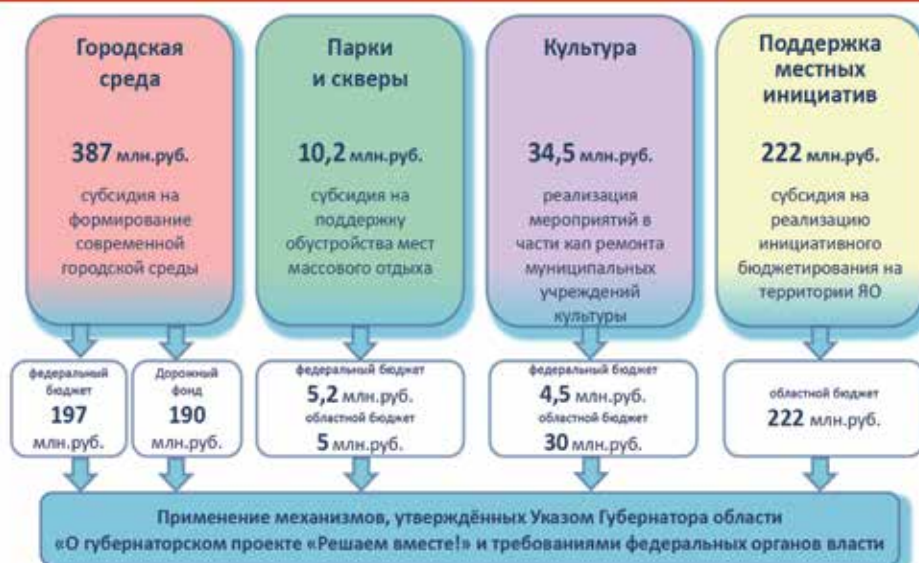 Городская
среда
387 млн.руб.
субсидия на
формирование
современной
городской среды
Парки
и скверы
10,2 млн.руб.
субсидия на
поддержку
обустройства мест
массового отдыха
Культура
34,5 млн.руб.
реализация
мероприятий в
части кап ремонта
муниципальных
учреждений
культуры
Поддержка
местных
инициатив
222 млн.руб.
субсидия на
реализацию
инициативного
бюджетирования на
территории ЯО
федеральный
бюджет
197
млн.руб.
Дорожный
фонд
190
млн.руб.
федеральный бюджет
5,2 млн.руб.
областной бюджет
5 млн.руб.
федеральный бюджет
4,5 млн.руб.
областной бюджет
30 млн.руб.
областной бюджет
222 млн.руб.
Применение механизмов, утверждённых Указом Губернатора области
«О губернаторском проекте «Решаем вместе!» и требованиями федеральных органов власти